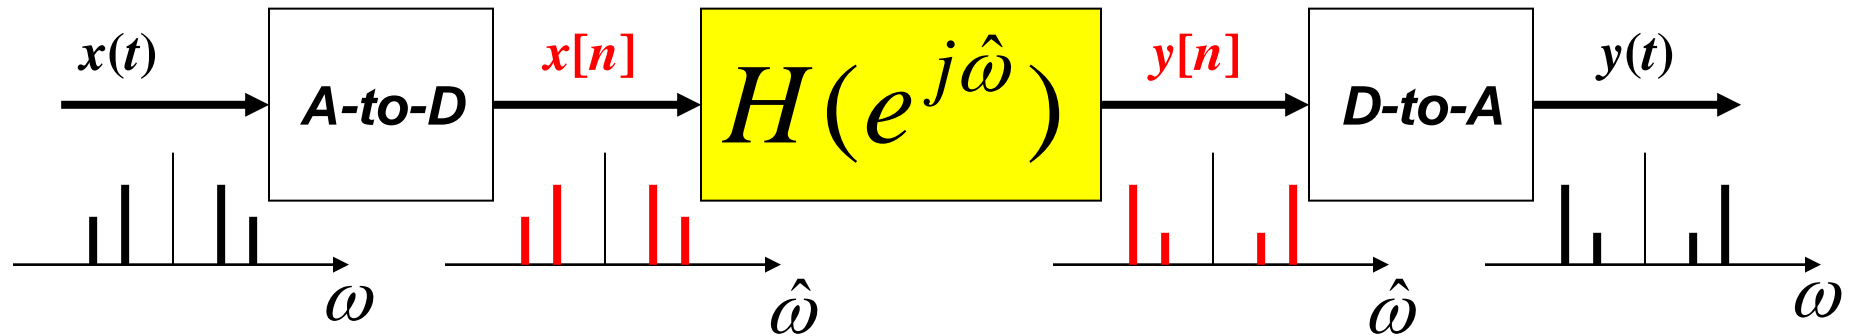 x(t)
A-to-D
x[n]
H(e^{jω̂})
y[n]
D-to-A
y(t)
ω
ω̂
ω̂
ω